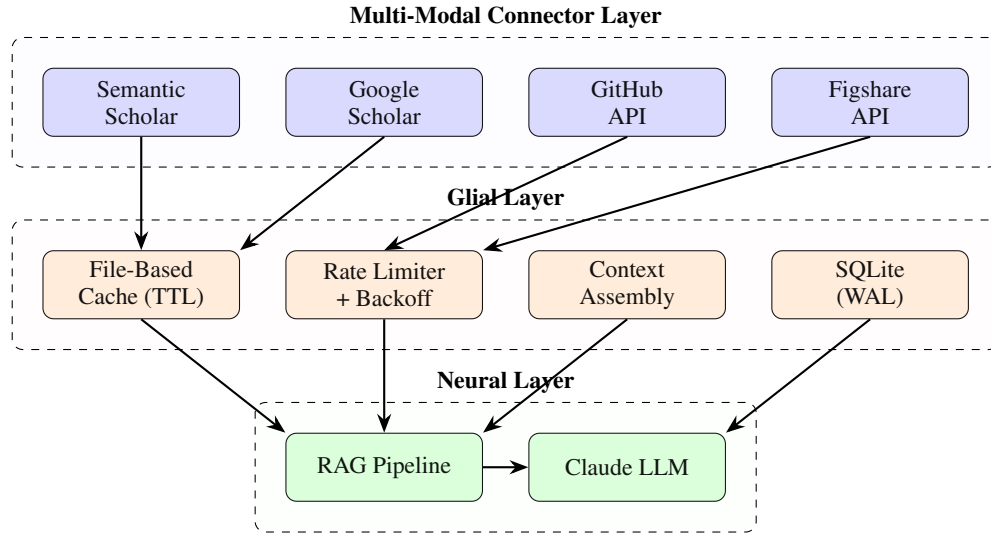 Multi-Modal Connector Layer
Semantic
Scholar
Google
Scholar
GitHub
API
Figshare
API
Glial Layer
File-Based
Cache (TTL)
Rate Limiter
+ Backoff
Context
Assembly
SQLite
(WAL)
Neural Layer
RAG Pipeline
Claude LLM